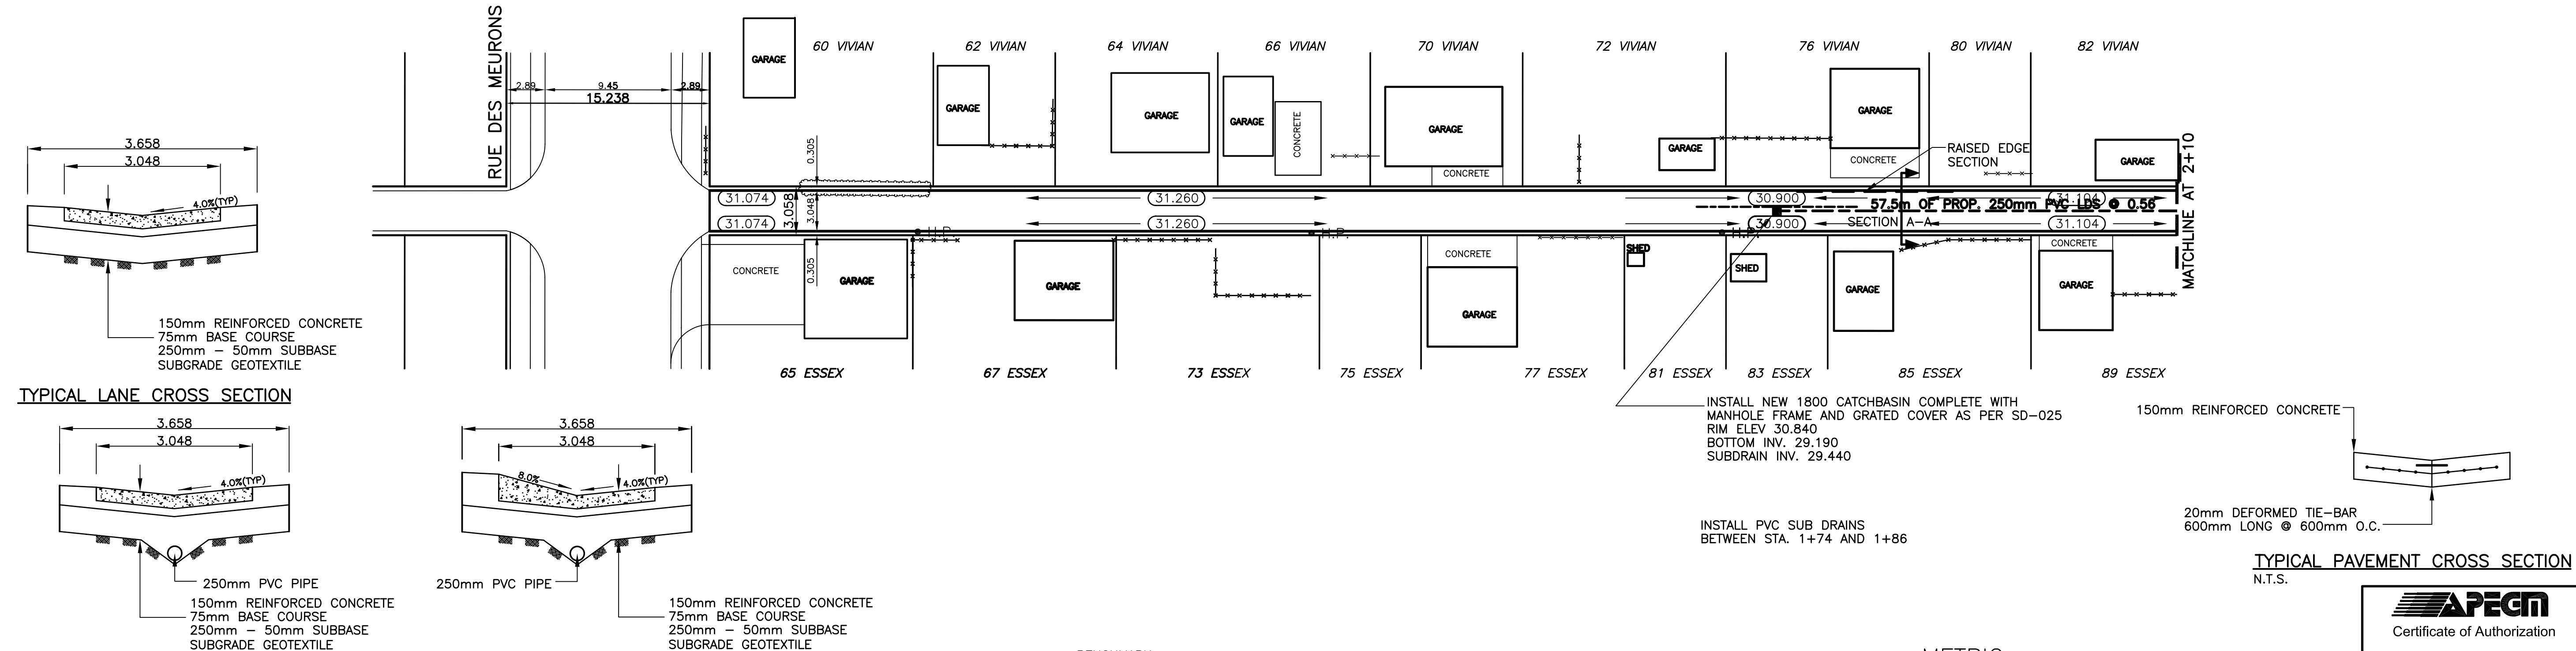 RUE DES MEURONS
60 VIVIAN
62 VIVIAN
64 VIVIAN
66 VIVIAN
70 VIVIAN
72 VIVIAN
76 VIVIAN
80 VIVIAN
82 VIVIAN
GARAGE
GARAGE
GARAGE
GARAGE
CONCRETE
GARAGE
CONCRETE
GARAGE
GARAGE
CONCRETE
GARAGE
2.89
9.45
2.89
15.238
0.305
3.058
3.048
0.305
RAISED EDGE
SECTION
MATCHLINE AT 2+10
31.074
31.260
30.900
31.104
57.5m OF PROP. 250mm PVC LDS @ 0.56
31.074
31.260
30.900
SECTION A-A
31.104
H.P.
H.P.
H.P.
CONCRETE
GARAGE
GARAGE
CONCRETE
GARAGE
SHED
SHED
GARAGE
CONCRETE
GARAGE
65 ESSEX
67 ESSEX
73 ESSEX
75 ESSEX
77 ESSEX
81 ESSEX
83 ESSEX
85 ESSEX
89 ESSEX
3.658
3.048
4.0%(TYP)
150mm REINFORCED CONCRETE
75mm BASE COURSE
250mm - 50mm SUBBASE
SUBGRADE GEOTEXTILE
TYPICAL LANE CROSS SECTION
3.658
3.048
4.0%(TYP)
250mm PVC PIPE
150mm REINFORCED CONCRETE
75mm BASE COURSE
250mm - 50mm SUBBASE
SUBGRADE GEOTEXTILE
3.658
3.048
8.0%
4.0%(TYP)
250mm PVC PIPE
150mm REINFORCED CONCRETE
75mm BASE COURSE
250mm - 50mm SUBBASE
SUBGRADE GEOTEXTILE
INSTALL NEW 1800 CATCHBASIN COMPLETE WITH
MANHOLE FRAME AND GRATED COVER AS PER SD-025
RIM ELEV 30.840
BOTTOM INV. 29.190
SUBDRAIN INV. 29.440
INSTALL PVC SUB DRAINS
BETWEEN STA. 1+74 AND 1+86
150mm REINFORCED CONCRETE
20mm DEFORMED TIE-BAR
600mm LONG @ 600mm O.C.
TYPICAL PAVEMENT CROSS SECTION
N.T.S.
APEGM
Certificate of Authorization
METRIC